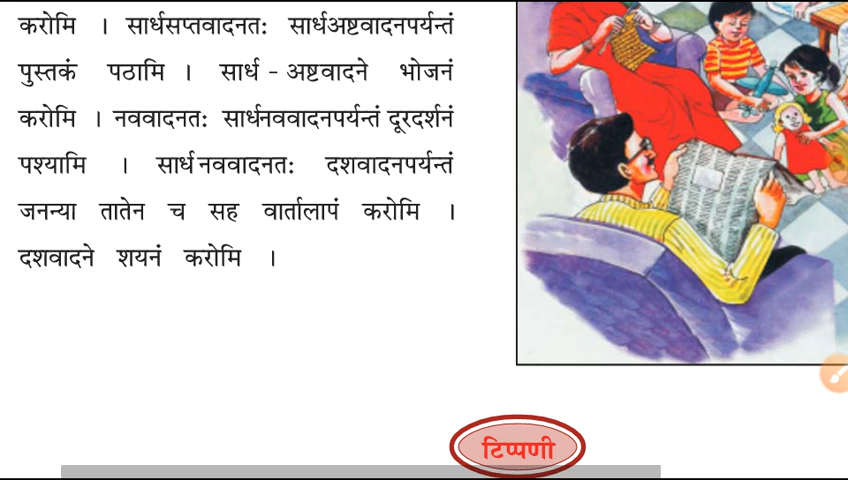 करोमि । सार्धसप्तवादनतः सार्धअष्टवादनपर्यन्तं
पुस्तकं पठामि । सार्ध - अष्टवादने भोजनं
करोमि । नववादनतः सार्धनववादनपर्यन्तं दूरदर्शनं
पश्यामि । सार्धनववादनतः दशवादनपर्यन्तं
जनन्या तातेन च सह वार्तालापं करोमि ।
दशवादने शयनं करोमि ।
टिप्पणी